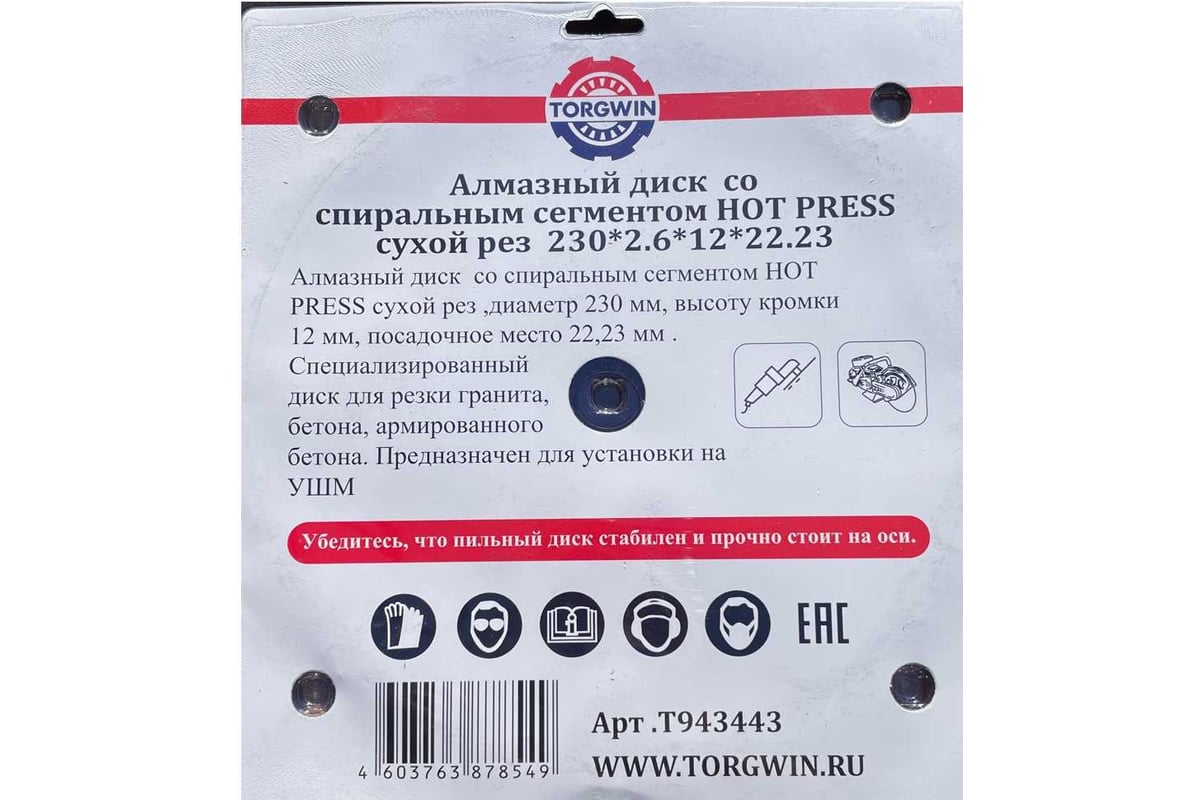 TORGWIN
Алмазный диск со
спиральным сегментом HOT PRESS
сухой рез 230*2.6*12*22.23
Алмазный диск со спиральным сегментом HOT
PRESS сухой рез ,диаметр 230 мм, высоту кромки
12 мм, посадочное место 22,23 мм .
Специализированный
диск для резки гранита,
бетона, армированного
бетона. Предназначен для установки на
УШМ
Убедитесь, что пильный диск стабилен и прочно стоит на оси.
EAC
Арт .T943443
4 603763 878549
WWW.TORGWIN.RU